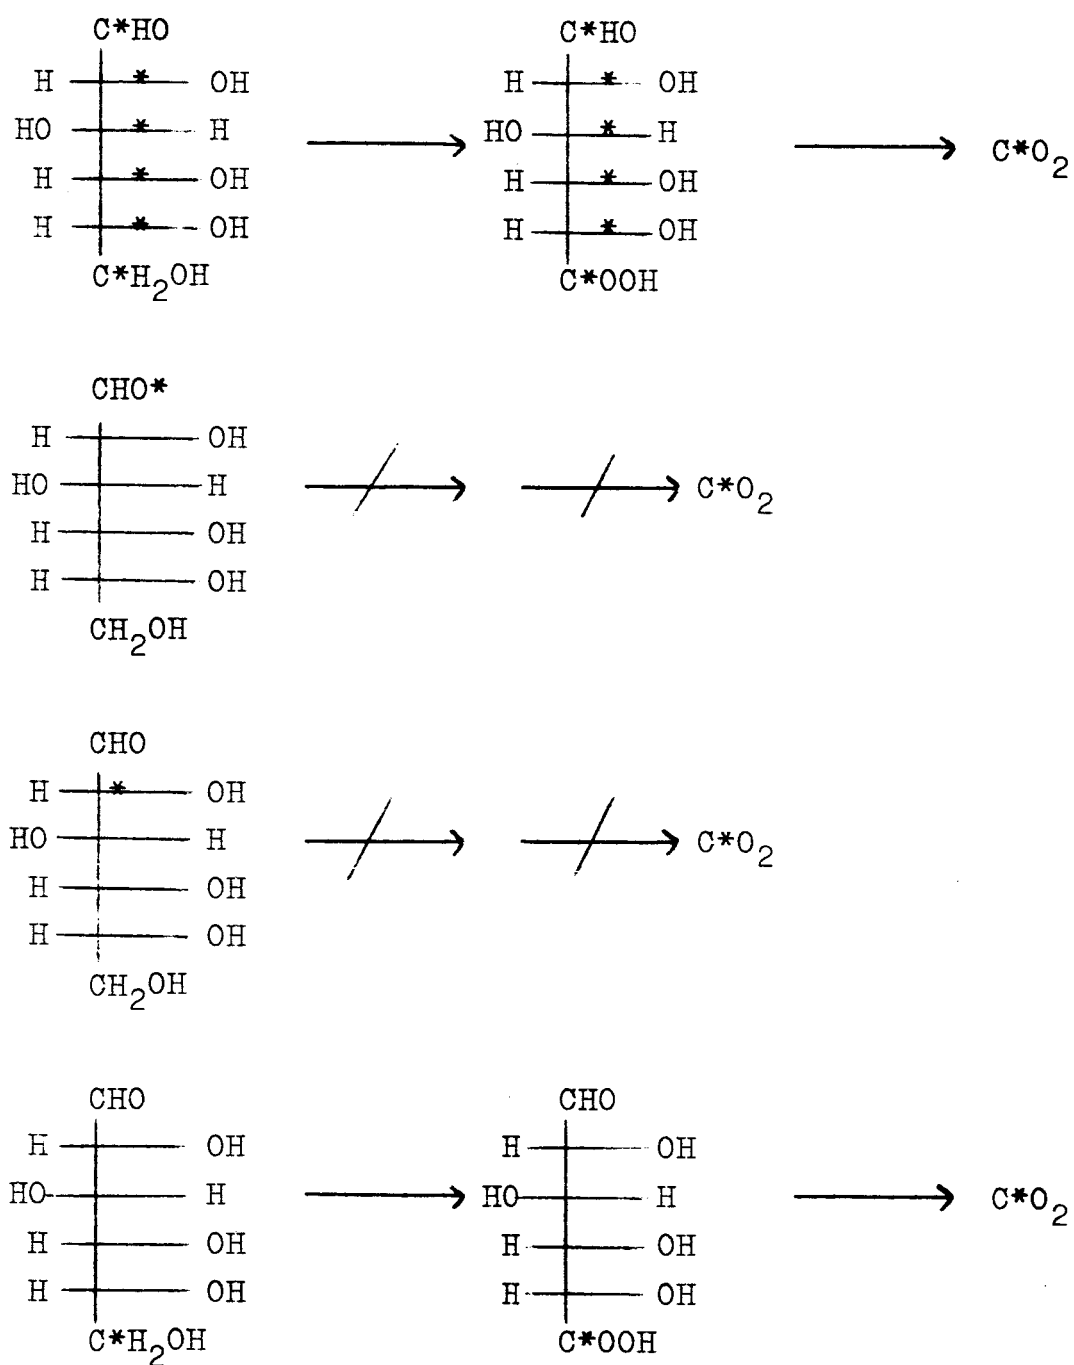 C*HO C*HO
H * OH H * OH
HO * H HO * H C*O2
H * OH H * OH
H * OH H * OH
C*H2OH C*OOH
CHO*
H OH
HO H C*O2
H OH
H OH
CH2OH
CHO
H * OH
HO H C*O2
H OH
H OH
CH2OH
CHO CHO
H OH H OH
HO H HO H C*O2
H OH H OH
H OH H OH
C*H2OH C*OOH